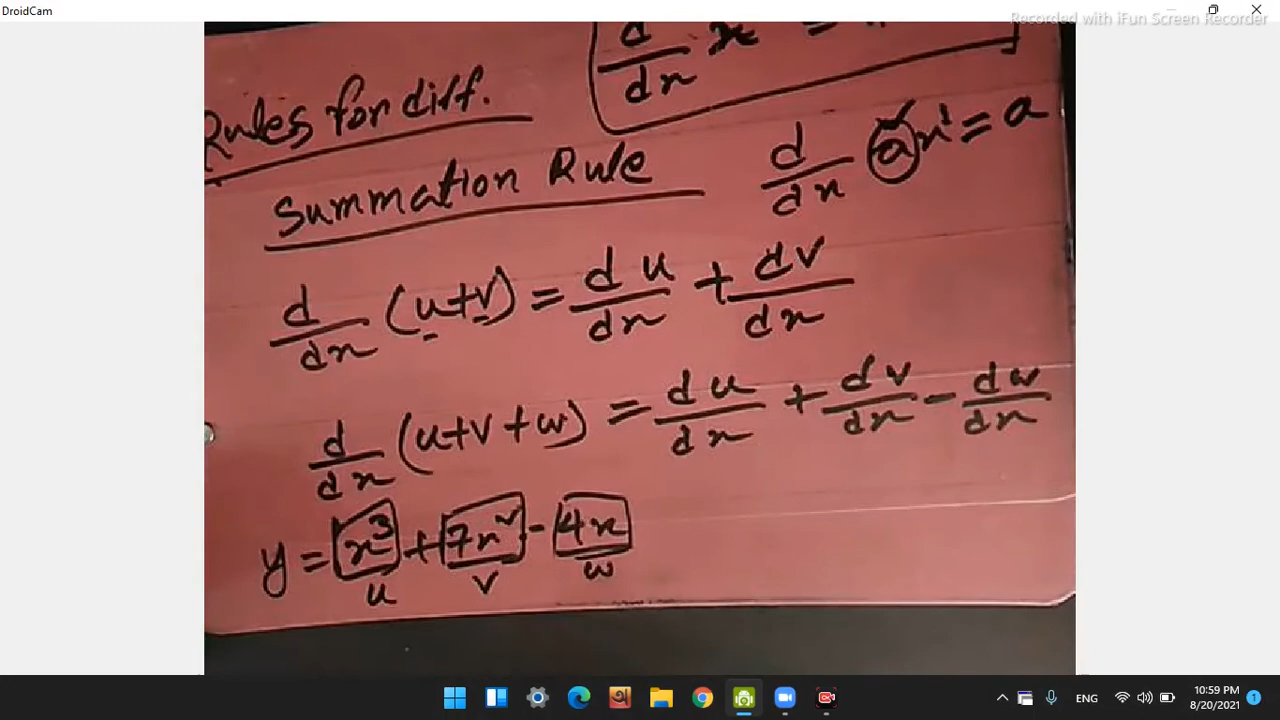 DroidCam
Recorded with iFun Screen Recorder
d/dx x =
Rules for diff.
d/dx ax¹ = a
Summation Rule
d/dx (u+v) = du/dx + dv/dx
d/dx (u+v+w) = du/dx + dv/dx - dw/dx
y = x³ + 7x² - 4x
u v w
ENG
10:59 PM
8/20/2021
1